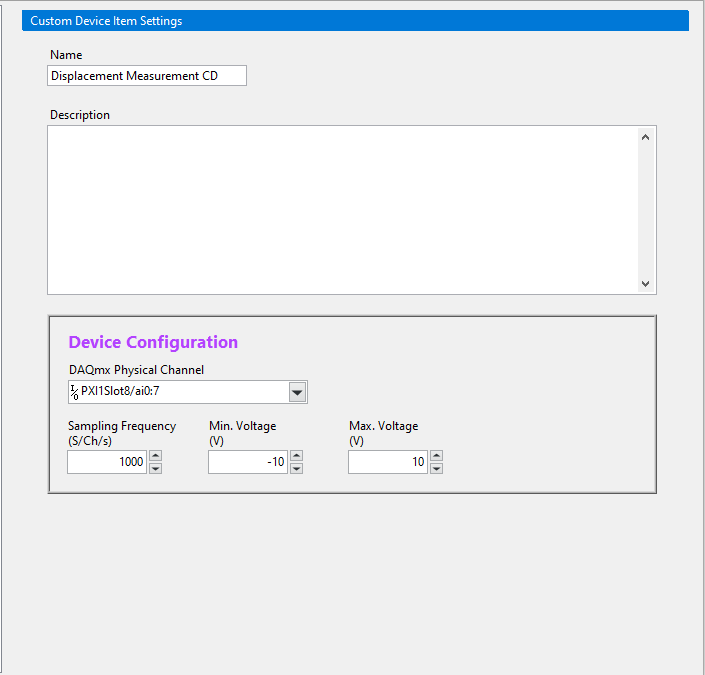 Custom Device Item Settings
Name
Displacement Measurement CD
Description
Device Configuration
DAQmx Physical Channel
I/O PXI1Slot8/ai0:7
Sampling Frequency
(S/Ch/s)
1000
Min. Voltage
(V)
-10
Max. Voltage
(V)
10